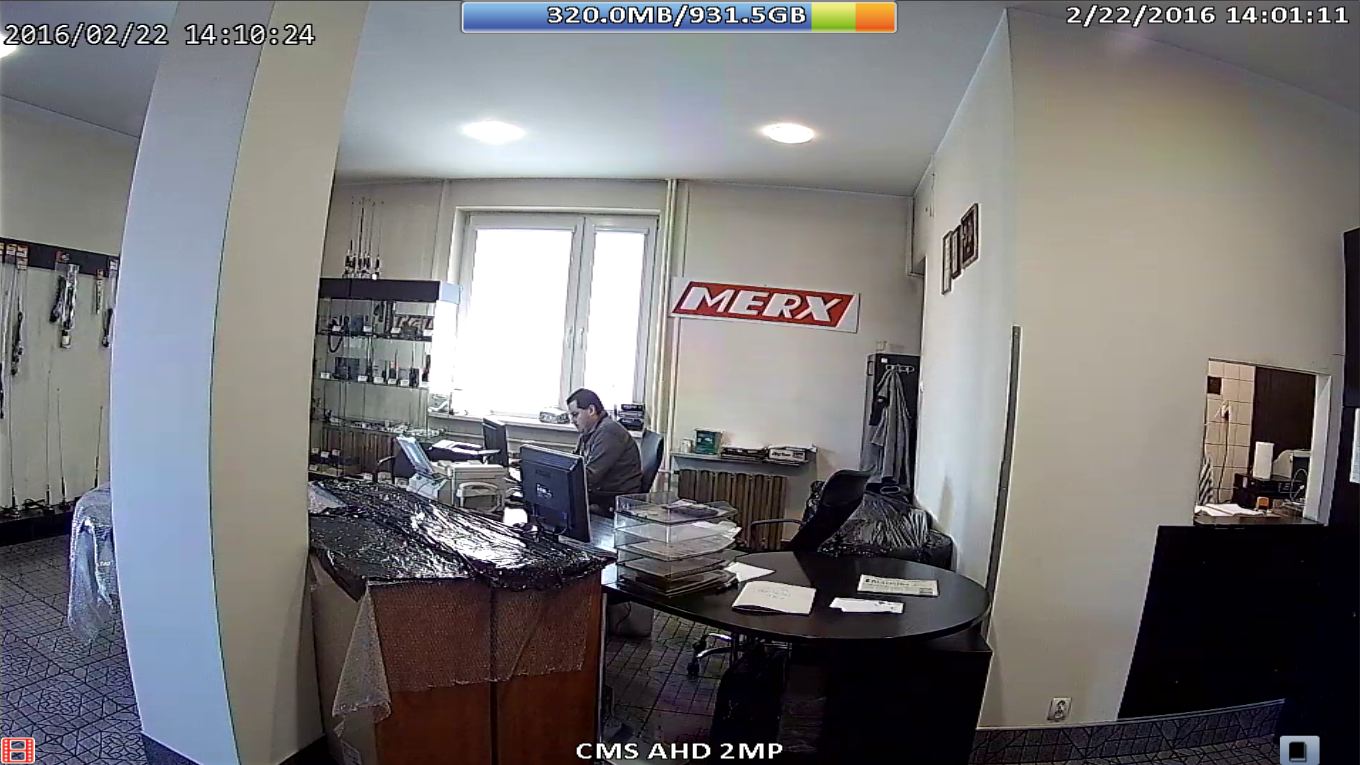 320.0MB/931.5GB
2/22/2016 14:01:11
2016/02/22 14:10:24
MERX
CMS AHD 2MP